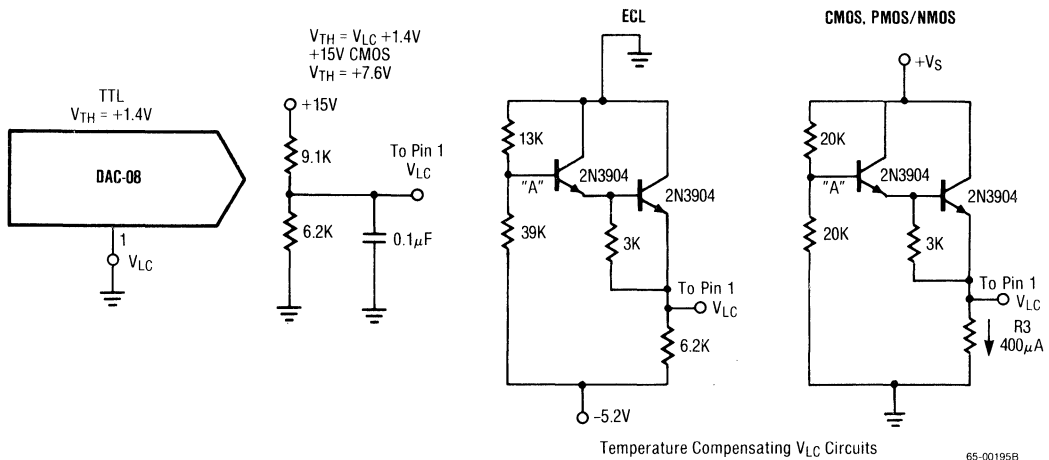 TTL
V_TH = +1.4V
DAC-08
1
V_LC
V_TH = V_LC +1.4V
+15V CMOS
V_TH = +7.6V
+15V
9.1K
To Pin 1
V_LC
6.2K
0.1µF
ECL
13K
2N3904
"A"
2N3904
39K
3K
To Pin 1
V_LC
6.2K
–5.2V
CMOS, PMOS/NMOS
+V_S
20K
2N3904
"A"
2N3904
20K
3K
To Pin 1
V_LC
R3
400µA
Temperature Compensating V_LC Circuits
65-00195B